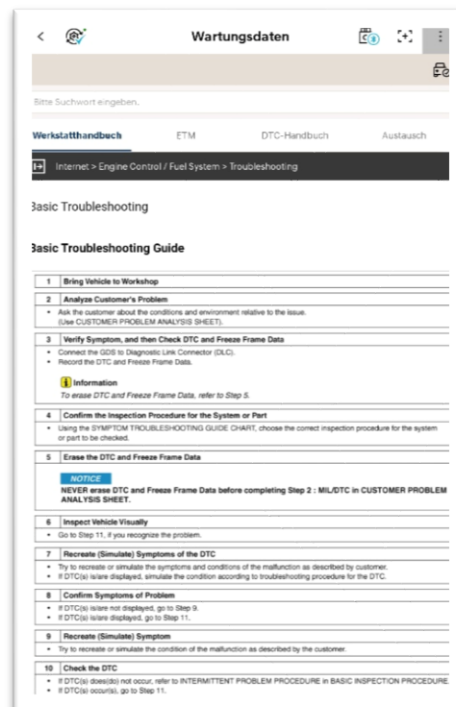 Wartungsdaten
Bitte Suchwort eingeben.
Werkstatthandbuch ETM DTC-Handbuch Austausch
Internet > Engine Control / Fuel System > Troubleshooting
Basic Troubleshooting
Basic Troubleshooting Guide
1 Bring Vehicle to Workshop
2 Analyze Customer's Problem
• Ask the customer about the conditions and environment relative to the issue.
(Use CUSTOMER PROBLEM ANALYSIS SHEET).
3 Verify Symptom, and then Check DTC and Freeze Frame Data
• Connect the GDS to Diagnostic Link Connector (DLC).
• Record the DTC and Freeze Frame Data.
Information
To erase DTC and Freeze Frame Data, refer to Step 5.
4 Confirm the Inspection Procedure for the System or Part
• Using the SYMPTOM TROUBLESHOOTING GUIDE CHART, choose the correct inspection procedure for the system
or part to be checked.
5 Erase the DTC and Freeze Frame Data
NOTICE
NEVER erase DTC and Freeze Frame Data before completing Step 2 : MIL/DTC in CUSTOMER PROBLEM
ANALYSIS SHEET.
6 Inspect Vehicle Visually
• Go to Step 11, if you recognize the problem.
7 Recreate (Simulate) Symptoms of the DTC
• Try to recreate or simulate the symptoms and conditions of the malfunction as described by customer.
• If DTC(s) is/are displayed, simulate the condition according to troubleshooting procedure for the DTC.
8 Confirm Symptoms of Problem
• If DTC(s) is/are not displayed, go to Step 9.
• If DTC(s) is/are displayed, go to Step 11.
9 Recreate (Simulate) Symptom
• Try to recreate or simulate the condition of the malfunction as described by the customer.
10 Check the DTC
• If DTC(s) does(do) not occur, refer to INTERMITTENT PROBLEM PROCEDURE in BASIC INSPECTION PROCEDURE.
• If DTC(s) occur(s), go to Step 11.